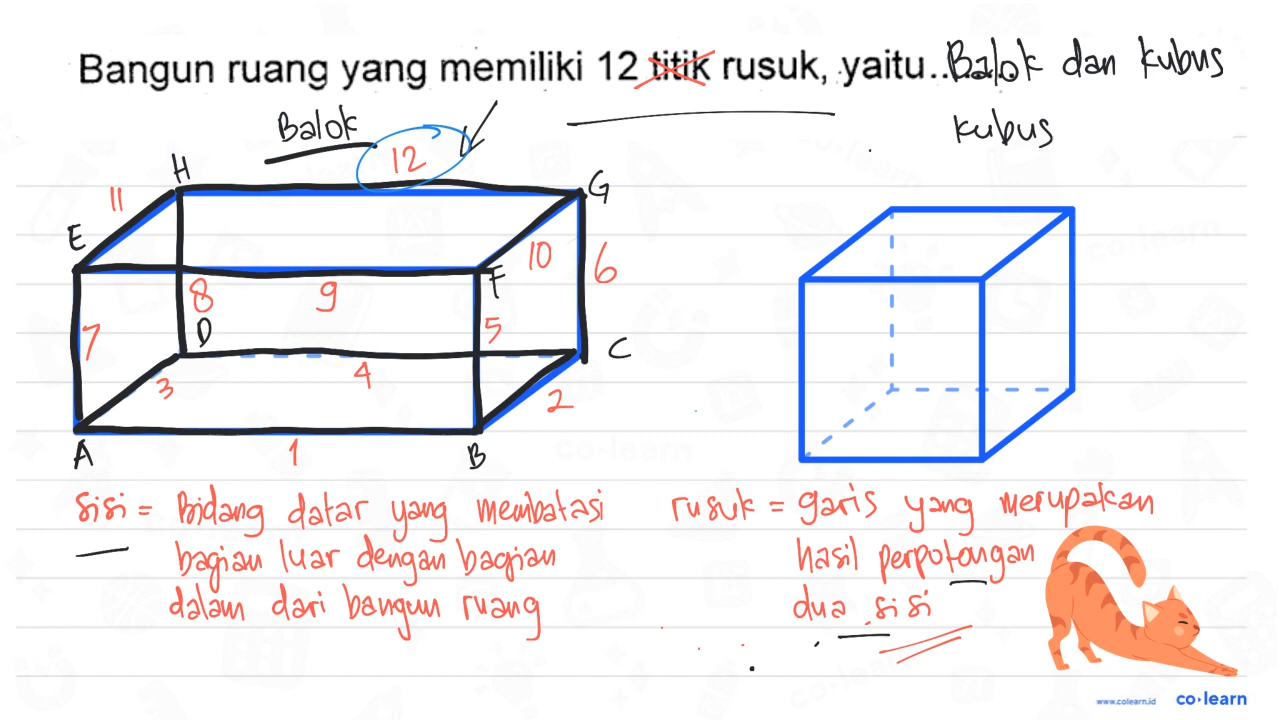 Bangun ruang yang memiliki 12 titik rusuk, yaitu.. Balok dan kubus
Balok
kubus
12
H
G
11
E
10
6
F
8
9
7
D
5
C
3
4
2
A
1
B
sisi = Bidang datar yang membatasi
bagian luar dengan bagian
dalam dari bangun ruang
rusuk = garis yang merupakan
hasil perpotongan
dua sisi
www.colearn.id co·learn